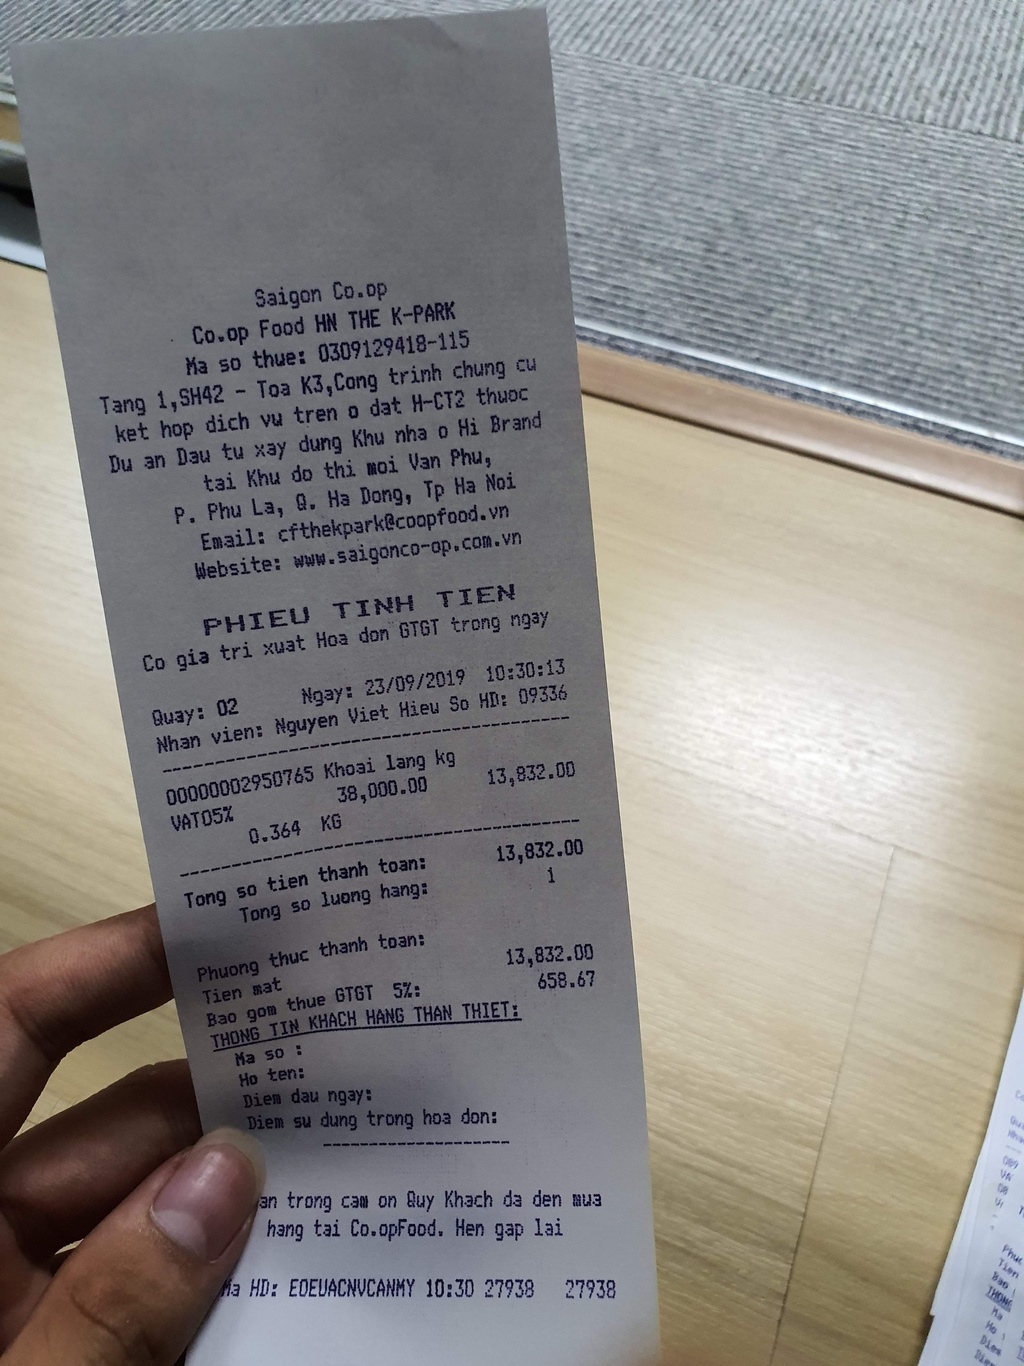 Saigon Co.op
Co.op Food HN THE K-PARK
Ma so thue: 0309129418-115
Tang 1,SH42 - Toa K3,Cong trinh chung cu
ket hop dich vu tren o dat H-CT2 thuoc
Du an Dau tu xay dung Khu nha o Hi Brand
tai Khu do thi moi Van Phu,
P. Phu La, Q. Ha Dong, Tp Ha Noi
Email: cfthekpark@coopfood.vn
Website: www.saigonco-op.com.vn
PHIEU TINH TIEN
Co gia tri xuat Hoa don GTGT trong ngay
Quay: 02 Ngay: 23/09/2019 10:30:13
Nhan vien: Nguyen Viet Hieu So HD: 09336
00000002950765 Khoai lang kg
VAT05% 38,000.00 13,832.00
0.364 KG
Tong so tien thanh toan: 13,832.00
Tong so luong hang: 1
Phuong thuc thanh toan:
Tien mat 13,832.00
Bao gom thue GTGT 5%: 658.67
THONG TIN KHACH HANG THAN THIET:
Ma so :
Ho ten:
Diem dau ngay:
Diem su dung trong hoa don:
an trong cam on Quy Khach da den mua
hang tai Co.opFood. Hen gap lai
Ma HD: EOEUACNVCANMY 10:30 27938 27938